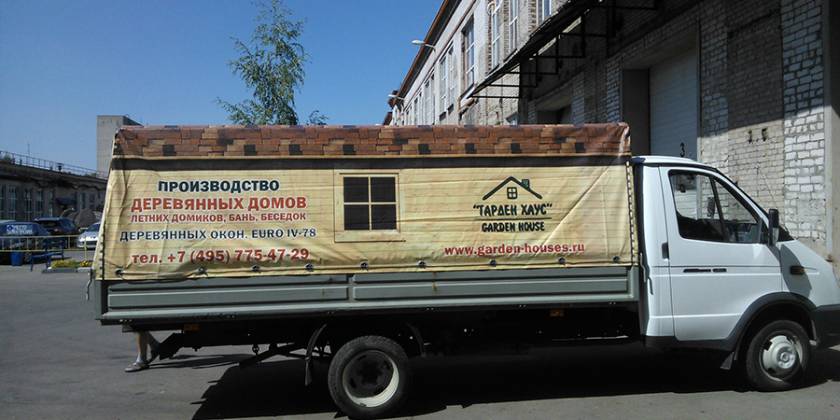 ПРОИЗВОДСТВО
ДЕРЕВЯННЫХ ДОМОВ
ЛЕТНИХ ДОМИКОВ, БАНЬ, БЕСЕДОК
ДЕРЕВЯННЫХ ОКОН, EURO IV-78
тел. +7 (495) 775-47-29
"ГАРДЕН ХАУС"
GARDEN HOUSE
www.garden-houses.ru
3